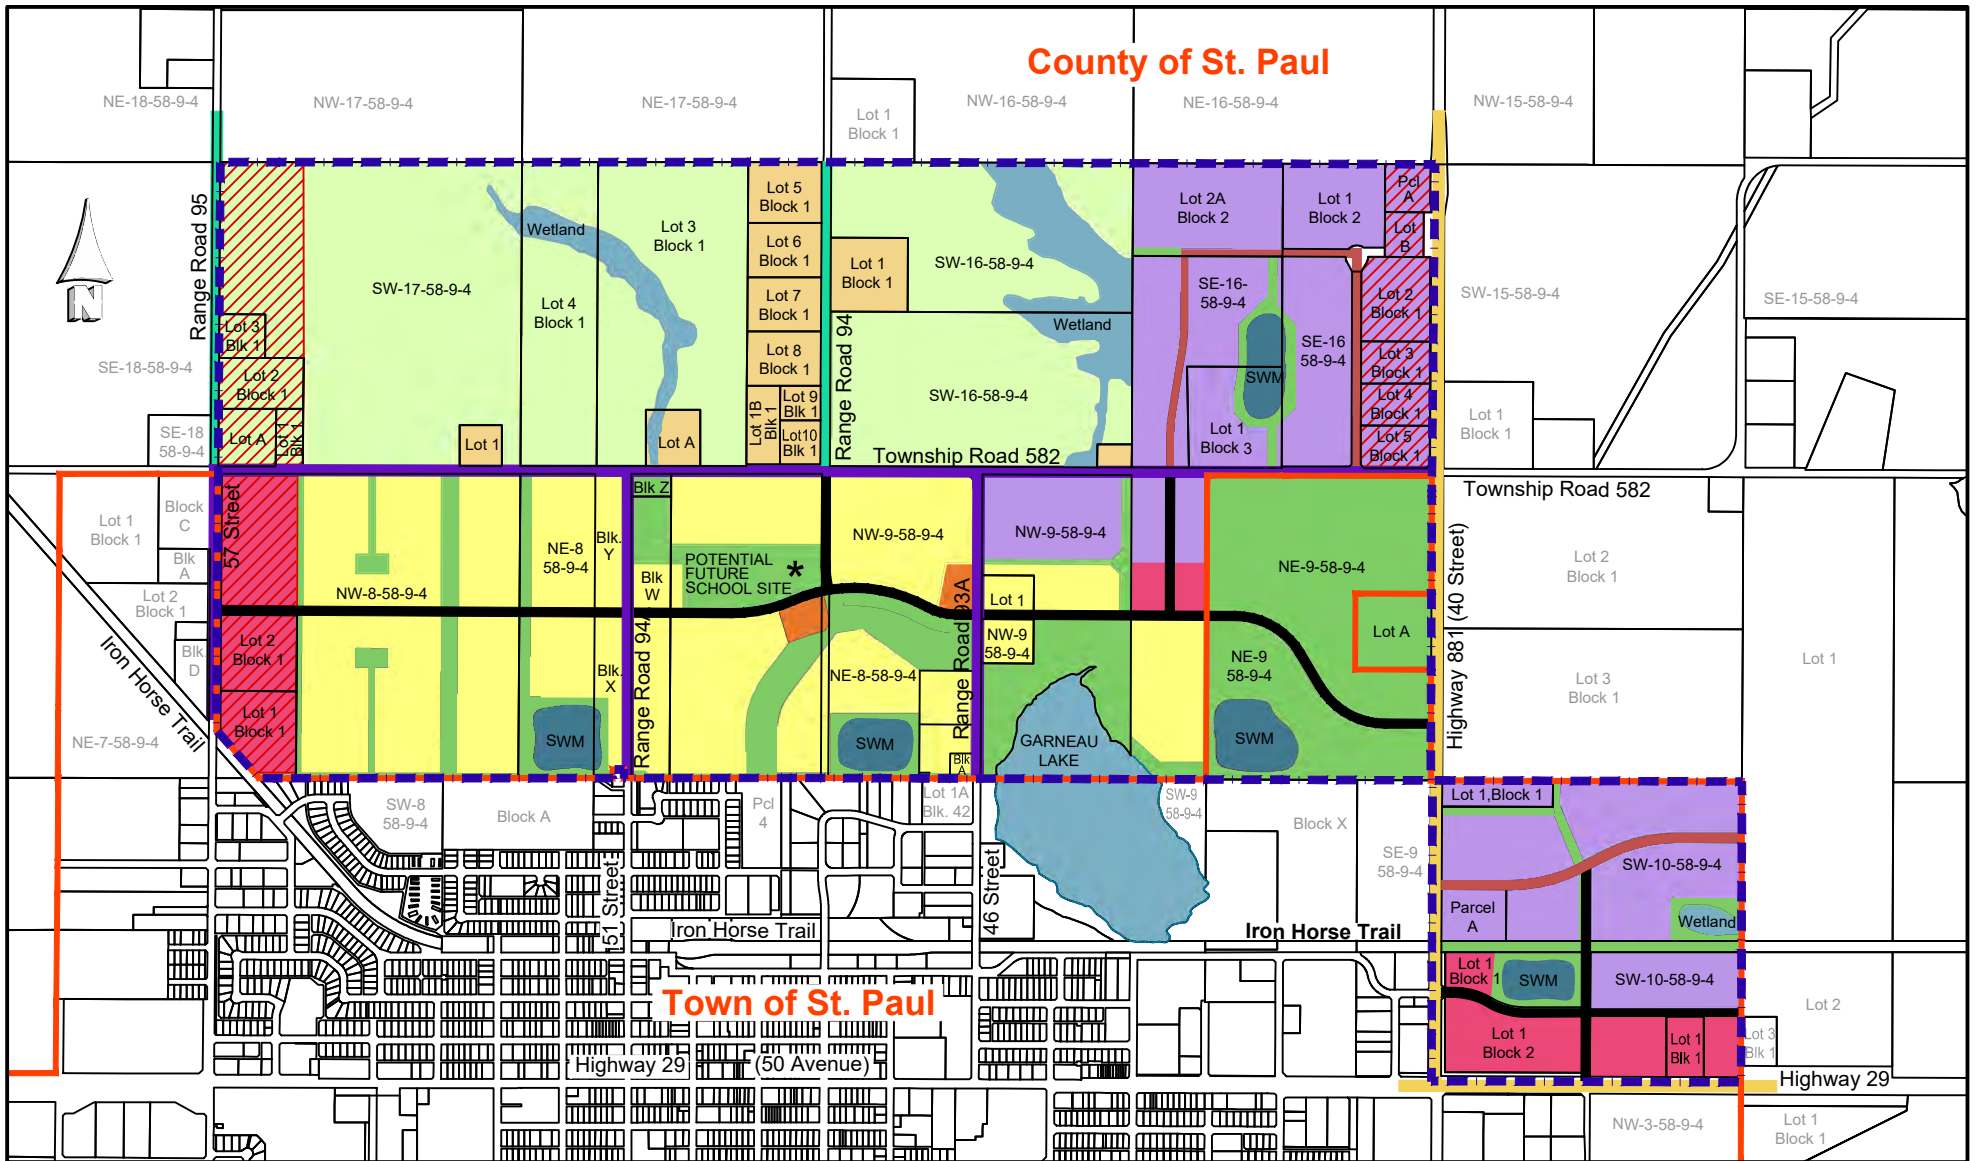 County of St. Paul
NE-18-58-9-4
NW-17-58-9-4
NE-17-58-9-4
Lot 1
Block 1
NW-16-58-9-4
NE-16-58-9-4
NW-15-58-9-4
Range Road 95
N
SE-18-58-9-4
SE-18
58-9-4
SW-17-58-9-4
Lot 3
Blk 1
Lot 2
Block 1
Lot A
Lot 1
Blk 1
Wetland
Lot 4
Block 1
Lot 3
Block 1
Lot 1
Lot A
Lot 5
Block 1
Lot 6
Block 1
Lot 7
Block 1
Lot 8
Block 1
Lot 1B
Blk 1
Lot 9
Blk 1
Lot10
Blk 1
Range Road 94
Lot 1
Block 1
SW-16-58-9-4
Wetland
SW-16-58-9-4
Township Road 582
Lot 2A
Block 2
Lot 1
Block 2
Pcl
A
Lot
B
SE-16-
58-9-4
SE-16
58-9-4
SWM
Lot 1
Block 3
Lot 2
Block 1
Lot 3
Block 1
Lot 4
Block 1
Lot 5
Block 1
SW-15-58-9-4
SE-15-58-9-4
Lot 1
Block 1
Township Road 582
Lot 1
Block 1
Block
C
Blk
A
Lot 2
Block 1
Blk.
D
Iron Horse Trail
NE-7-58-9-4
57 Street
Lot 2
Block 1
Lot 1
Block 1
NW-8-58-9-4
NE-8
58-9-4
Blk.
Y
Blk.
X
SWM
Range Road 94A
Blk Z
Blk
W
POTENTIAL
FUTURE
SCHOOL SITE
*
NW-9-58-9-4
NE-8-58-9-4
SWM
Blk
A
Range Road 93A
NW-9-58-9-4
Lot 1
NW-9
58-9-4
GARNEAU
LAKE
NE-9-58-9-4
Lot A
NE-9
58-9-4
SWM
Highway 881 (40 Street)
Lot 2
Block 1
Lot 3
Block 1
Lot 1
SW-8
58-9-4
Block A
Pcl
4
Lot 1A
Blk. 42
SW-9
58-9-4
Block X
SE-9
58-9-4
Lot 1,Block 1
SW-10-58-9-4
Parcel
A
Wetland
51 Street
46 Street
Iron Horse Trail
Iron Horse Trail
Lot 1
Block 1
SWM
SW-10-58-9-4
Lot 1
Block 2
Lot 1
Blk 1
Lot 2
Lot 3
Blk 1
Town of St. Paul
Highway 29
(50 Avenue)
Highway 29
NW-3-58-9-4
Lot 1
Block 1